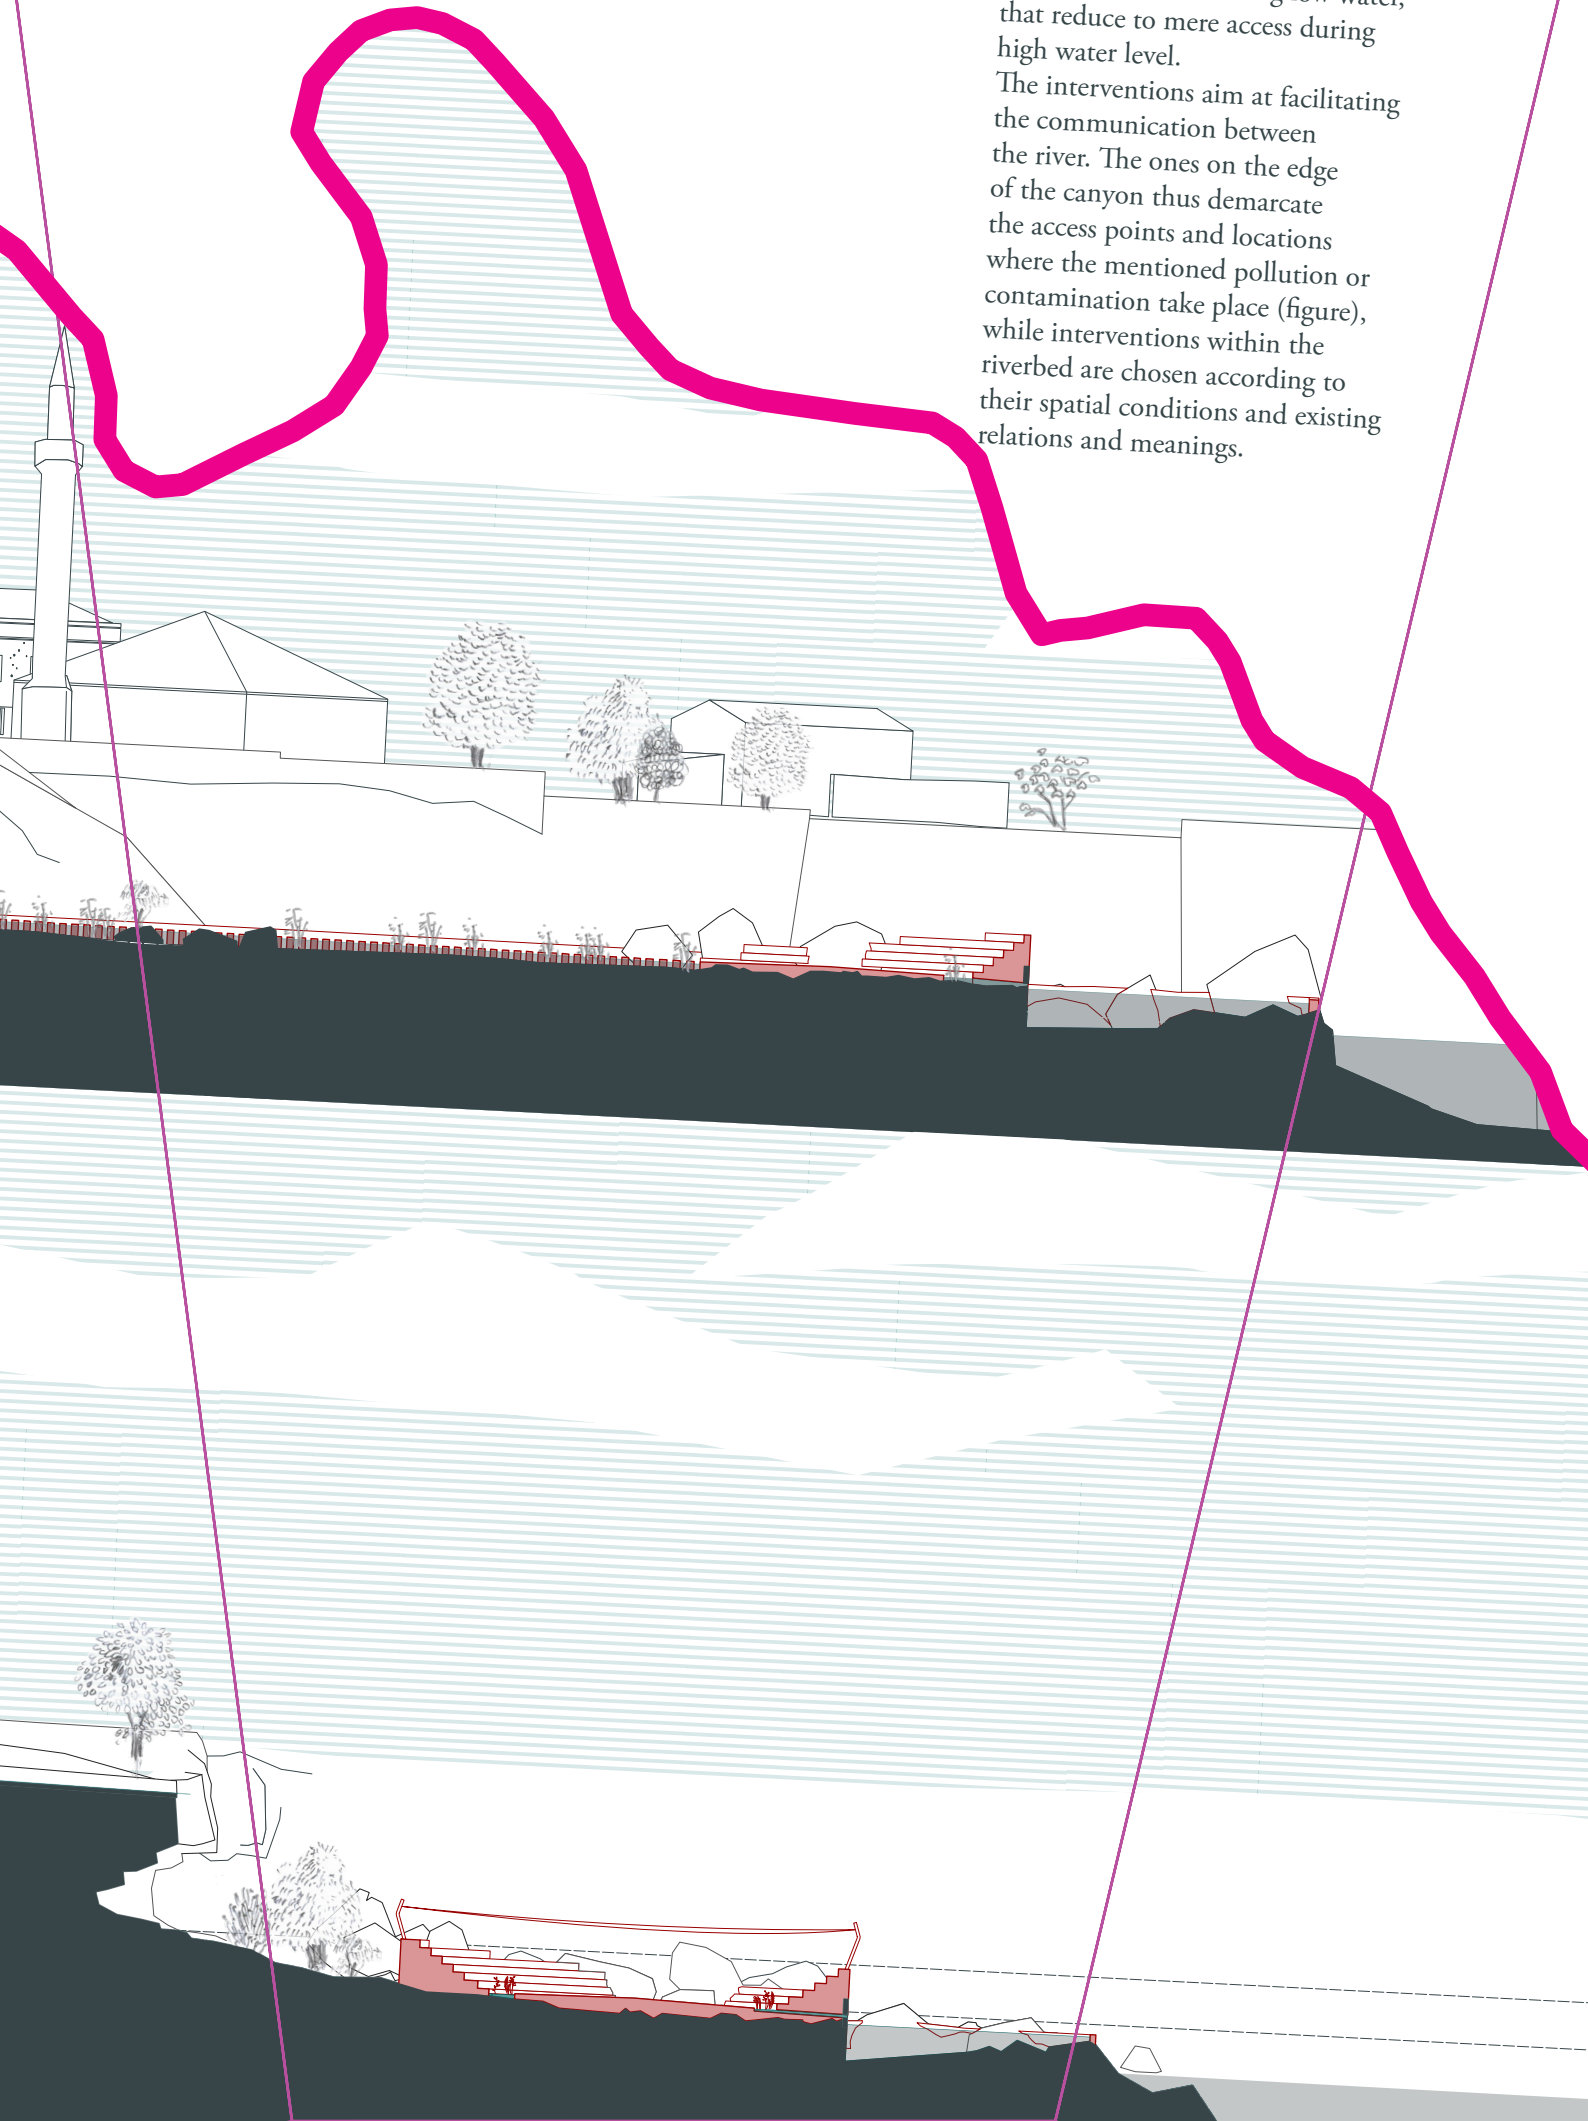 low water,
that reduce to mere access during
high water level.
The interventions aim at facilitating
the communication between
the river. The ones on the edge
of the canyon thus demarcate
the access points and locations
where the mentioned pollution or
contamination take place (figure),
while interventions within the
riverbed are chosen according to
their spatial conditions and existing
relations and meanings.